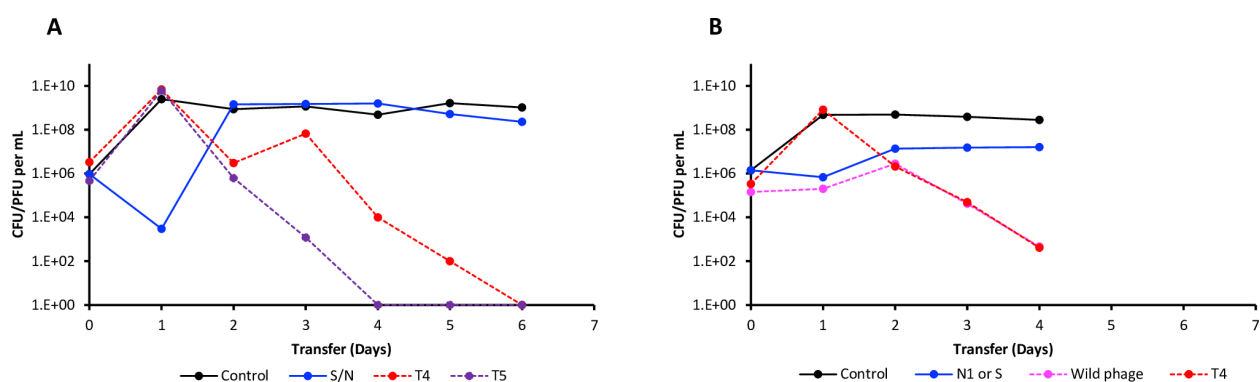 A
CFU/PFU per mL
1.E+10
1.E+08
1.E+06
1.E+04
1.E+02
1.E+00
0 1 2 3 4 5 6 7
Transfer (Days)
Control S/N T4 T5
B
CFU/PFU per mL
1.E+10
1.E+08
1.E+06
1.E+04
1.E+02
1.E+00
0 1 2 3 4 5 6 7
Transfer (Days)
Control N1 or S Wild phage T4